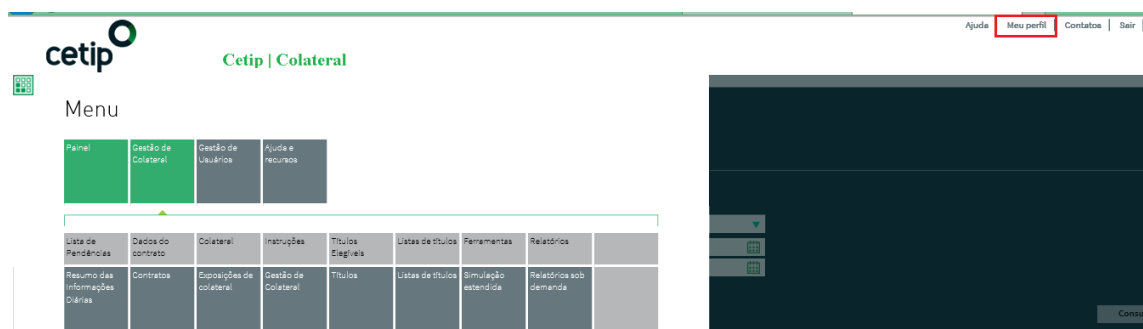 Ajuda Meu perfil Contatos Sair
cetip
Cetip | Colateral
Menu
Painel
Gestão de
Colateral
Gestão de
Usuários
Ajuda e
recursos
Lista de
Pendências
Dados do
contrato
Colateral
Instruções
Títulos
Elegíveis
Listas de títulos
Ferramentas
Relatórios
Resumo das
Informações
Diárias
Contratos
Exposições de
colateral
Gestão de
Colateral
Títulos
Listas de títulos
Simulação
estendida
Relatórios sob
demanda